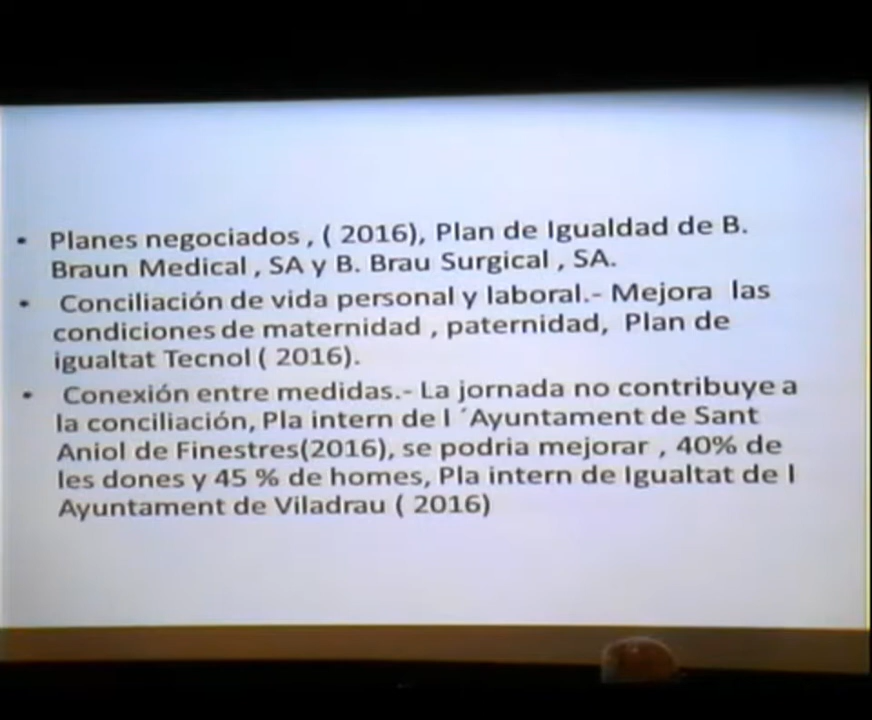 • Planes negociados , ( 2016), Plan de Igualdad de B.
Braun Medical , SA y B. Brau Surgical , SA.
• Conciliación de vida personal y laboral.- Mejora las
condiciones de maternidad , paternidad, Plan de
igualtat Tecnol ( 2016).
• Conexión entre medidas.- La jornada no contribuye a
la conciliación, Pla intern de l ´Ayuntament de Sant
Aniol de Finestres(2016), se podria mejorar , 40% de
les dones y 45 % de homes, Pla intern de Igualtat de l
Ayuntament de Viladrau ( 2016)